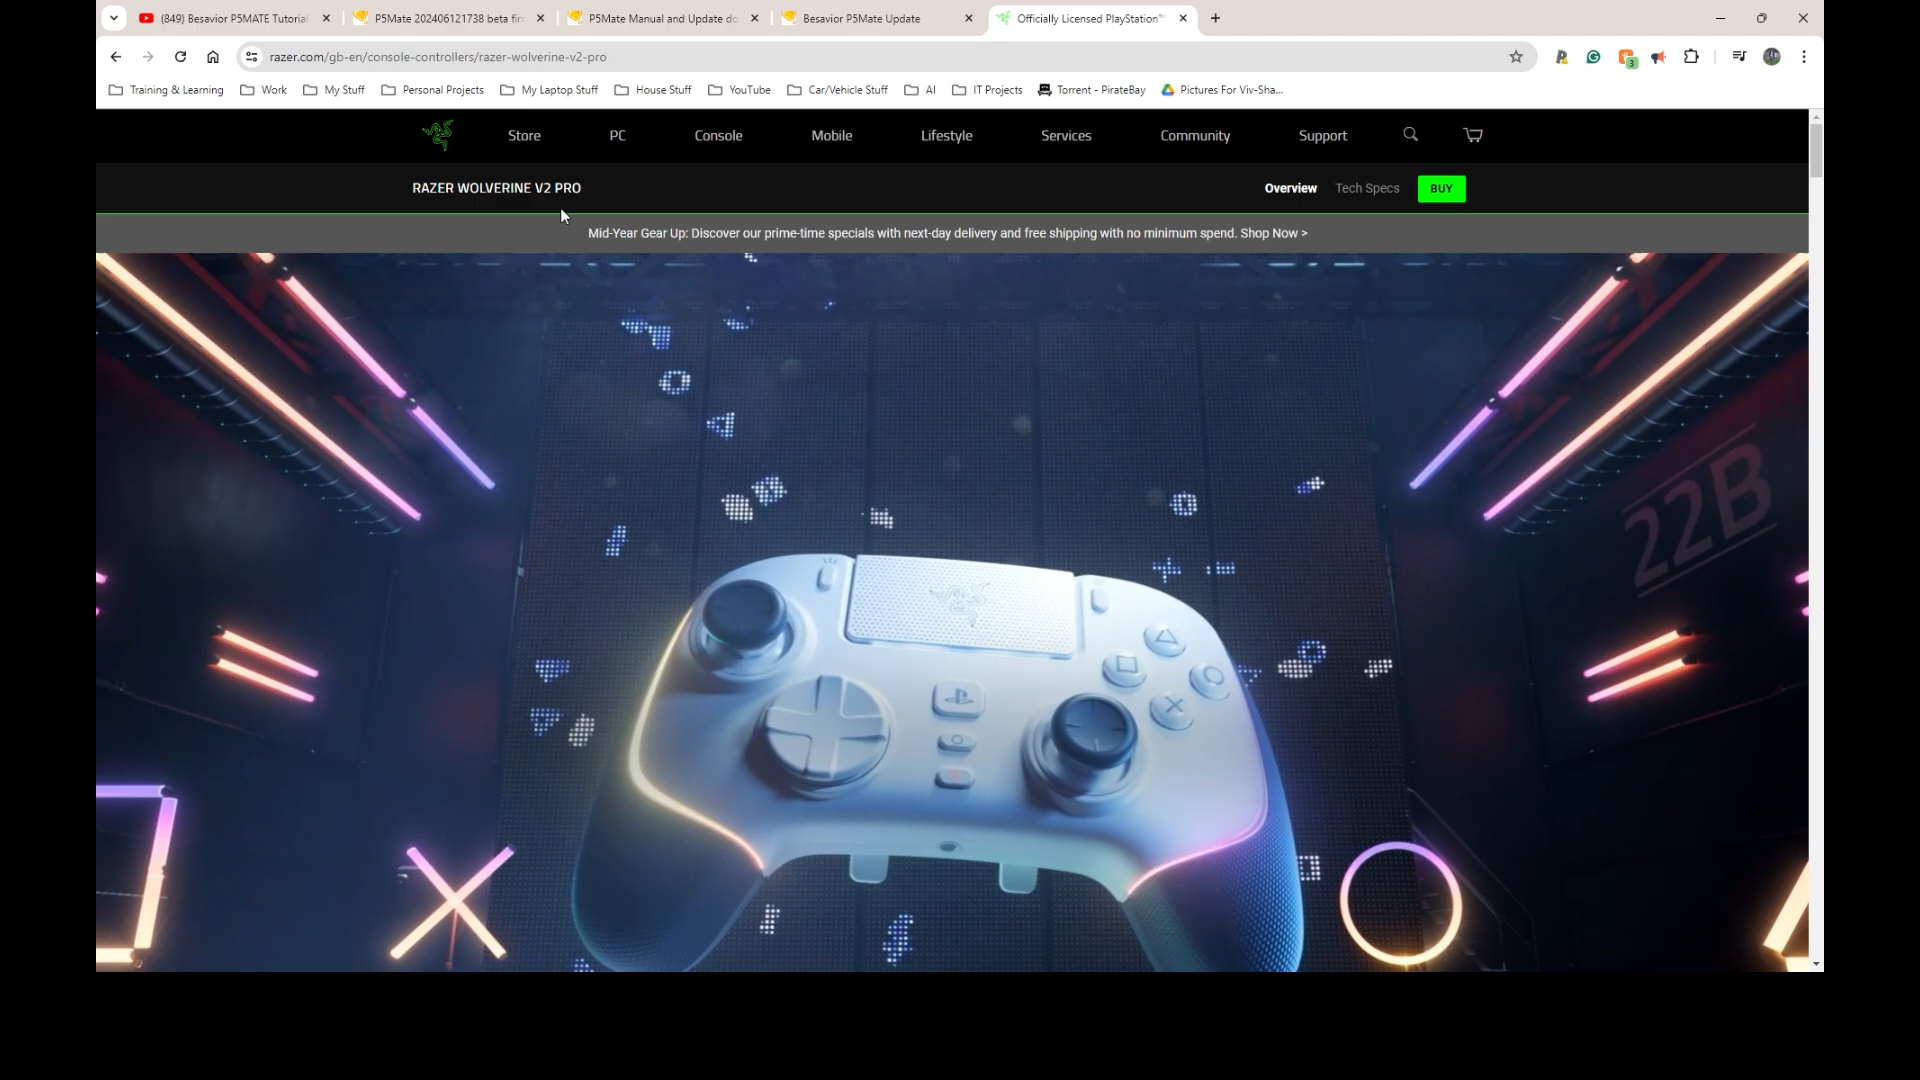 (849) Besavior P5MATE Tutorial
P5Mate 202406121738 beta fir
P5Mate Manual and Update do
Besavior P5Mate Update
Officially Licensed PlayStation™
razer.com/gb-en/console-controllers/razer-wolverine-v2-pro
3
Training & Learning
Work
My Stuff
Personal Projects
My Laptop Stuff
House Stuff
YouTube
Car/Vehicle Stuff
AI
IT Projects
Torrent - PirateBay
Pictures For Viv-Sha...
Store
PC
Console
Mobile
Lifestyle
Services
Community
Support
RAZER WOLVERINE V2 PRO
Overview
Tech Specs
BUY
Mid-Year Gear Up: Discover our prime-time specials with next-day delivery and free shipping with no minimum spend. Shop Now >
22B